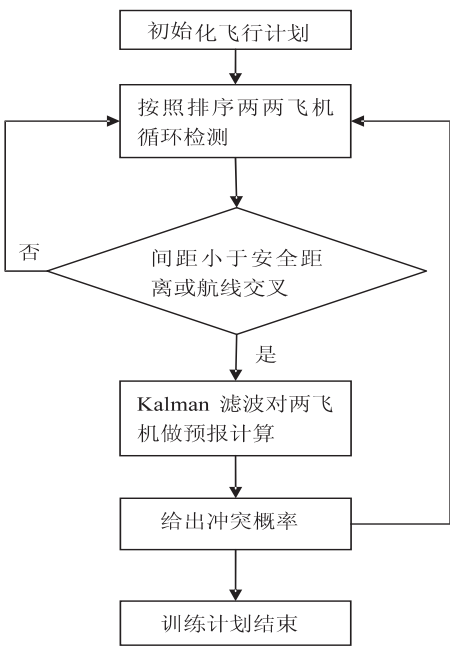 初始化飞行计划
按照排序两两飞机
循环检测
否
间距小于安全距
离或航线交叉
是
Kalman 滤波对两飞
机做预报计算
给出冲突概率
训练计划结束